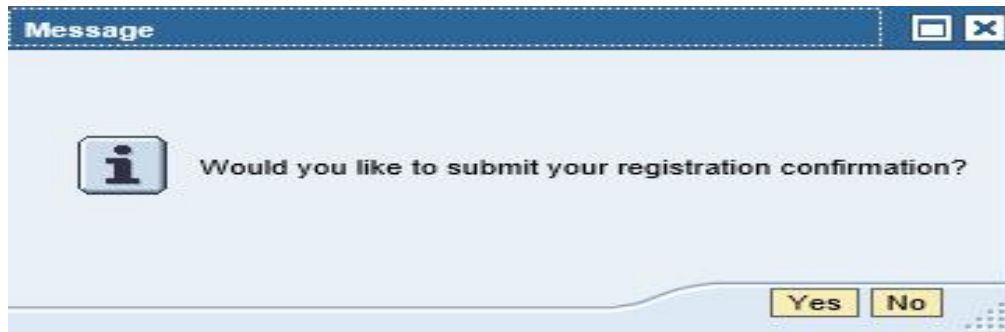 Message
Would you like to submit your registration confirmation?
Yes No